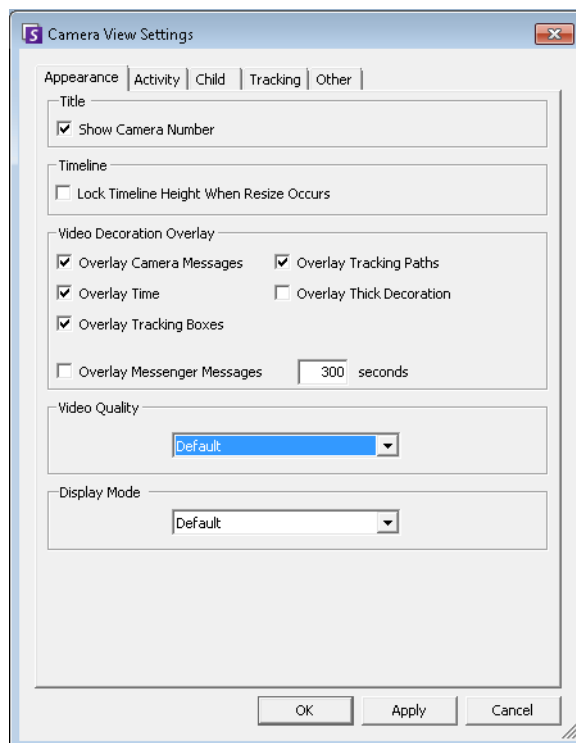 S Camera View Settings
Appearance Activity Child Tracking Other
Title
Show Camera Number
Timeline
Lock Timeline Height When Resize Occurs
Video Decoration Overlay
Overlay Camera Messages Overlay Tracking Paths
Overlay Time Overlay Thick Decoration
Overlay Tracking Boxes
Overlay Messenger Messages 300 seconds
Video Quality
Default
Display Mode
Default
OK Apply Cancel